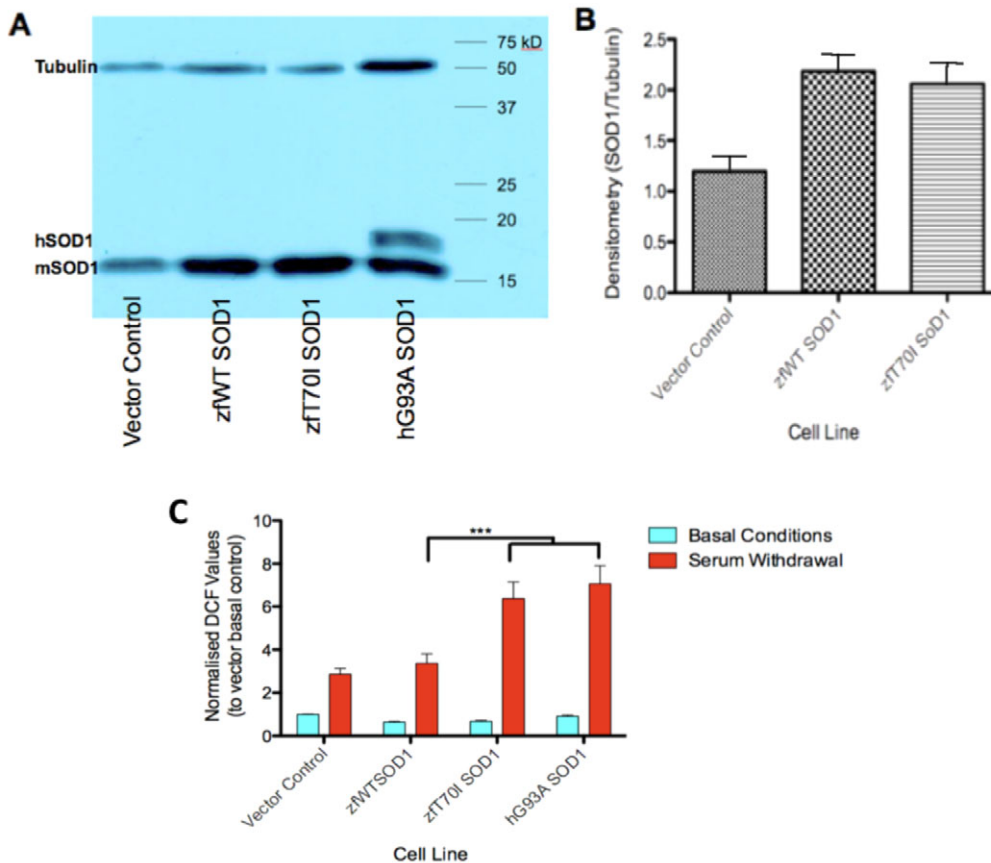 A
Tubulin
75 kD
50
37
25
20
hSOD1
mSOD1
15
Vector Control
zfWT SOD1
zfT70I SOD1
hG93A SOD1
B
Densitometry (SOD1/Tubulin)
2.5
2.0
1.5
1.0
0.5
0.0
Vector Control
zfWT SOD1
zfT70I SoD1
Cell Line
C
Normalised DCF Values
(to vector basal control)
10
8
6
4
2
0
***
Basal Conditions
Serum Withdrawal
Vector Control
zfWTSOD1
zfT70I SOD1
hG93A SOD1
Cell Line